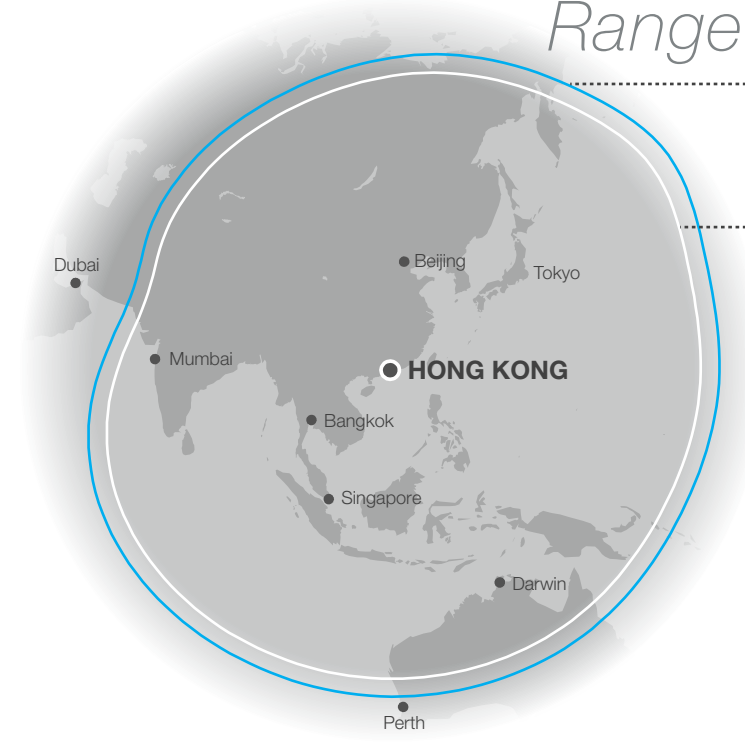 Range
Dubai
Beijing
Tokyo
Mumbai
HONG KONG
Bangkok
Singapore
Darwin
Perth